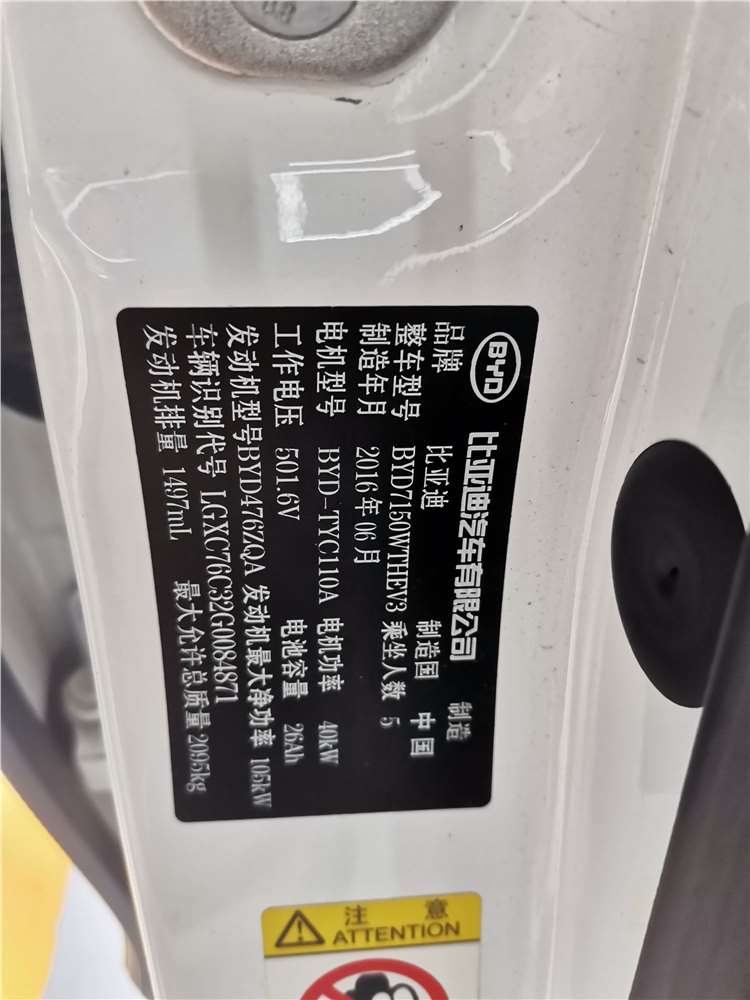 BYD 比亚迪汽车有限公司 制造
品牌 比亚迪 制造国 中国
整车型号 BYD7150WTHEV3 乘坐人数 5
制造年月 2016年06月
电机型号 BYD-TYC110A 电机功率 40kW
工作电压 501.6V 电池容量 26Ah
发动机型号BYD476ZQA 发动机最大净功率 105kW
车辆识别代号 LGXC76C32G0084871
发动机排量 1497mL 最大允许总质量 2095kg
注 意
ATTENTION